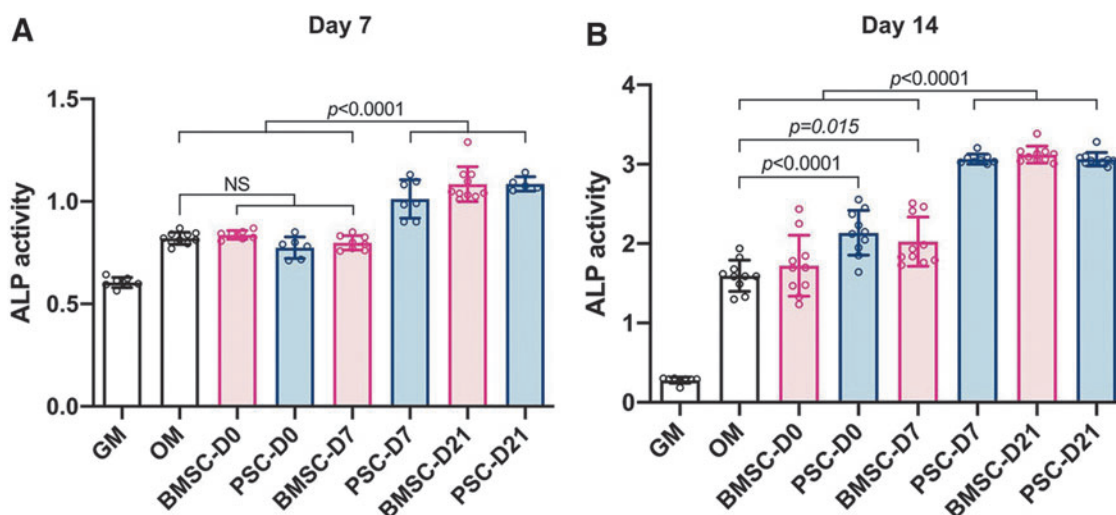 A
Day 7
ALP activity
1.5
1.0
0.5
0.0
p<0.0001
NS
GM
OM
BMSC-D0
PSC-D0
BMSC-D7
PSC-D7
BMSC-D21
PSC-D21
B
Day 14
ALP activity
4
3
2
1
0
p<0.0001
p=0.015
p<0.0001
GM
OM
BMSC-D0
PSC-D0
BMSC-D7
PSC-D7
BMSC-D21
PSC-D21